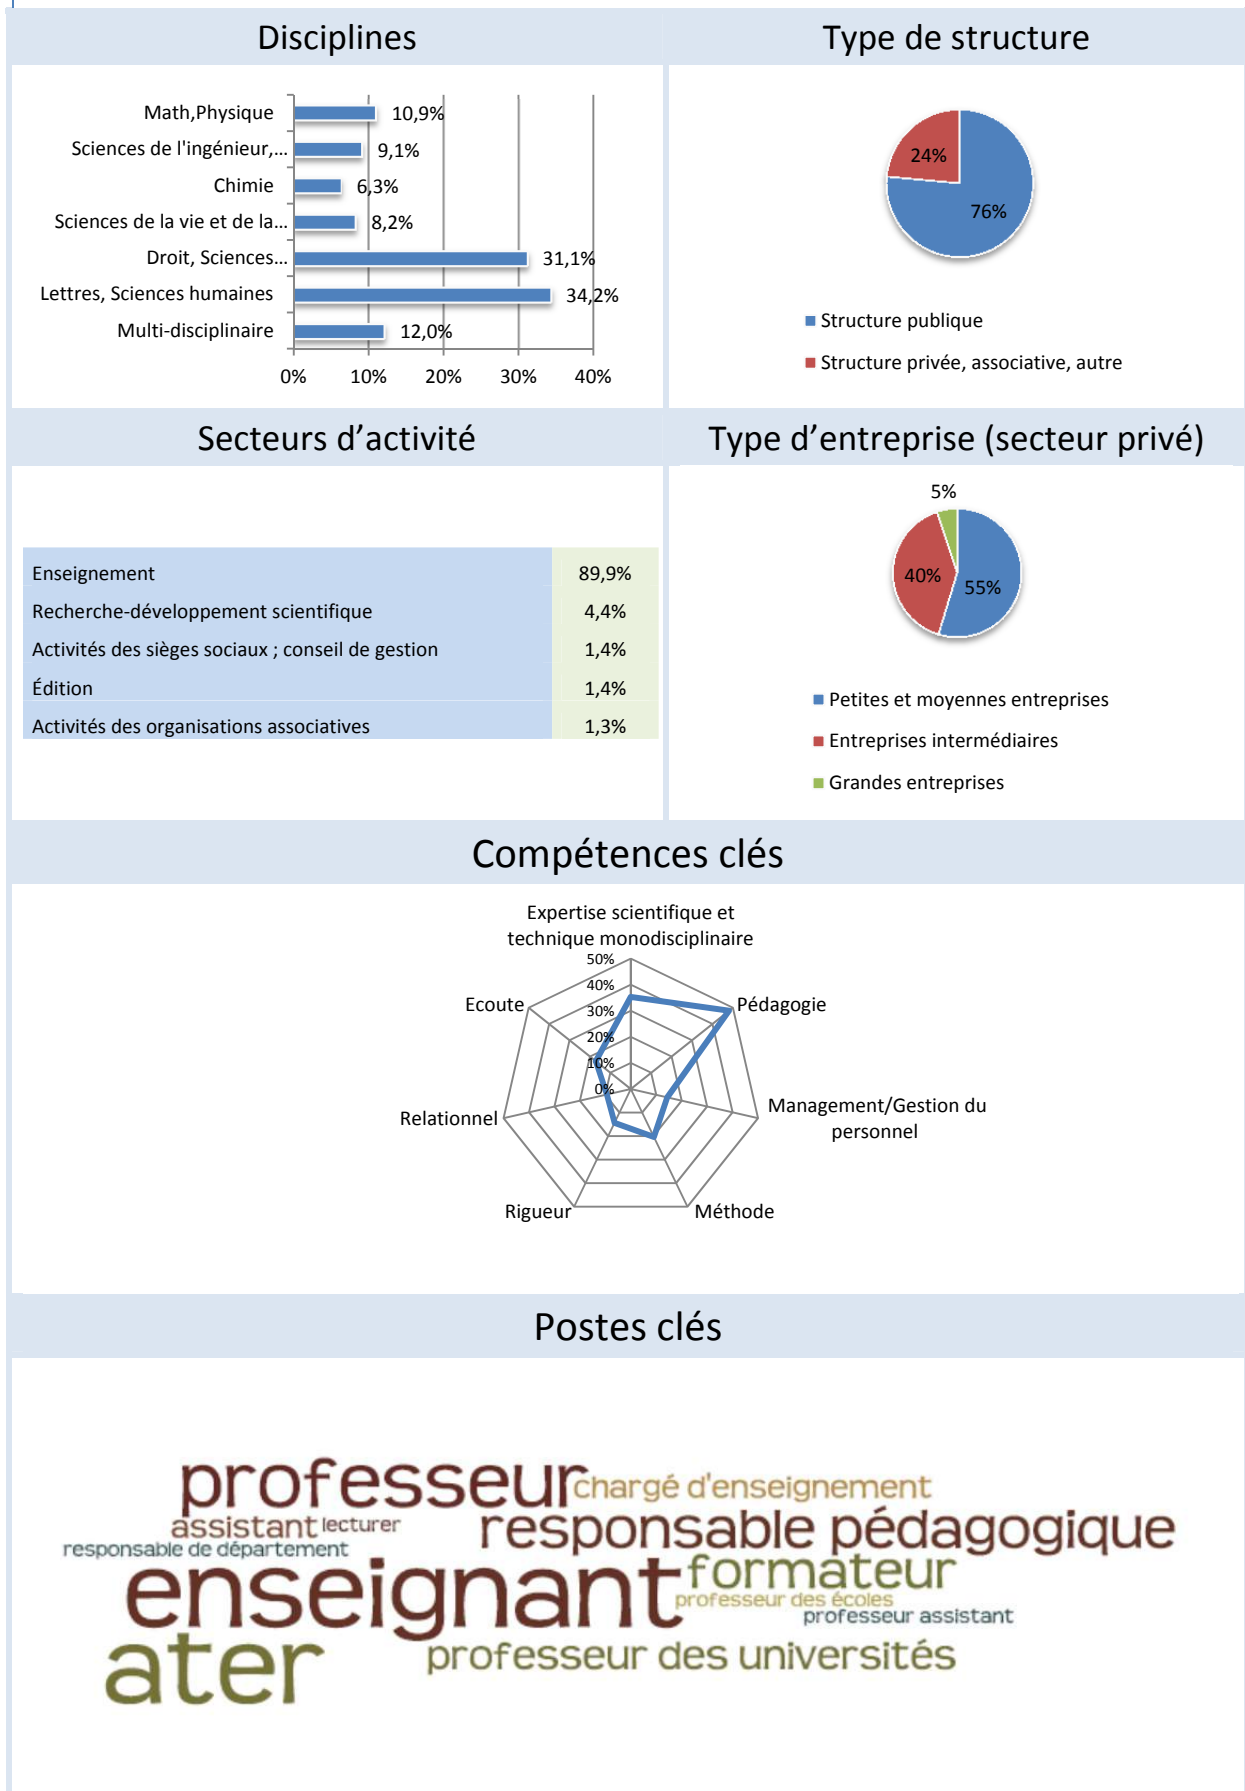 Disciplines
Type de structure
Math,Physique
10,9%
Sciences de l'ingénieur,...
9,1%
Chimie
6,3%
Sciences de la vie et de la...
8,2%
Droit, Sciences...
31,1%
Lettres, Sciences humaines
34,2%
Multi-disciplinaire
12,0%
0% 10% 20% 30% 40%
24%
76%
Structure publique
Structure privée, associative, autre
Secteurs d’activité
Type d’entreprise (secteur privé)
Enseignement 89,9%
Recherche-développement scientifique 4,4%
Activités des sièges sociaux ; conseil de gestion 1,4%
Édition 1,4%
Activités des organisations associatives 1,3%
5%
40%
55%
Petites et moyennes entreprises
Entreprises intermédiaires
Grandes entreprises
Compétences clés
Expertise scientifique et
technique monodisciplinaire
50%
40%
30%
20%
10%
0%
Ecoute
Pédagogie
Relationnel
Management/Gestion du
personnel
Rigueur
Méthode
Postes clés
professeur
chargé d'enseignement
assistant
lecturer
responsable pédagogique
responsable de département
enseignant
formateur
professeur des écoles
professeur assistant
ater
professeur des universités